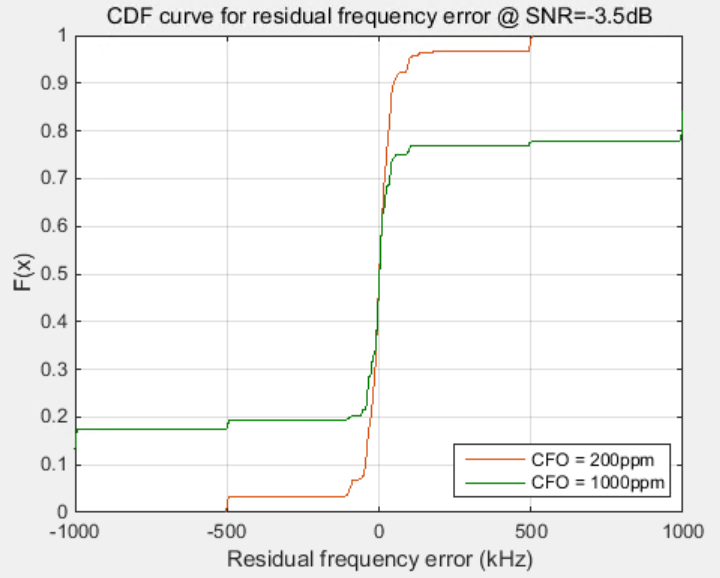 CDF curve for residual frequency error @ SNR=-3.5dB
1
0.9
0.8
0.7
0.6
0.5
0.4
0.3
0.2
0.1
0
F(x)
CFO = 200ppm
CFO = 1000ppm
-1000 -500 0 500 1000
Residual frequency error (kHz)